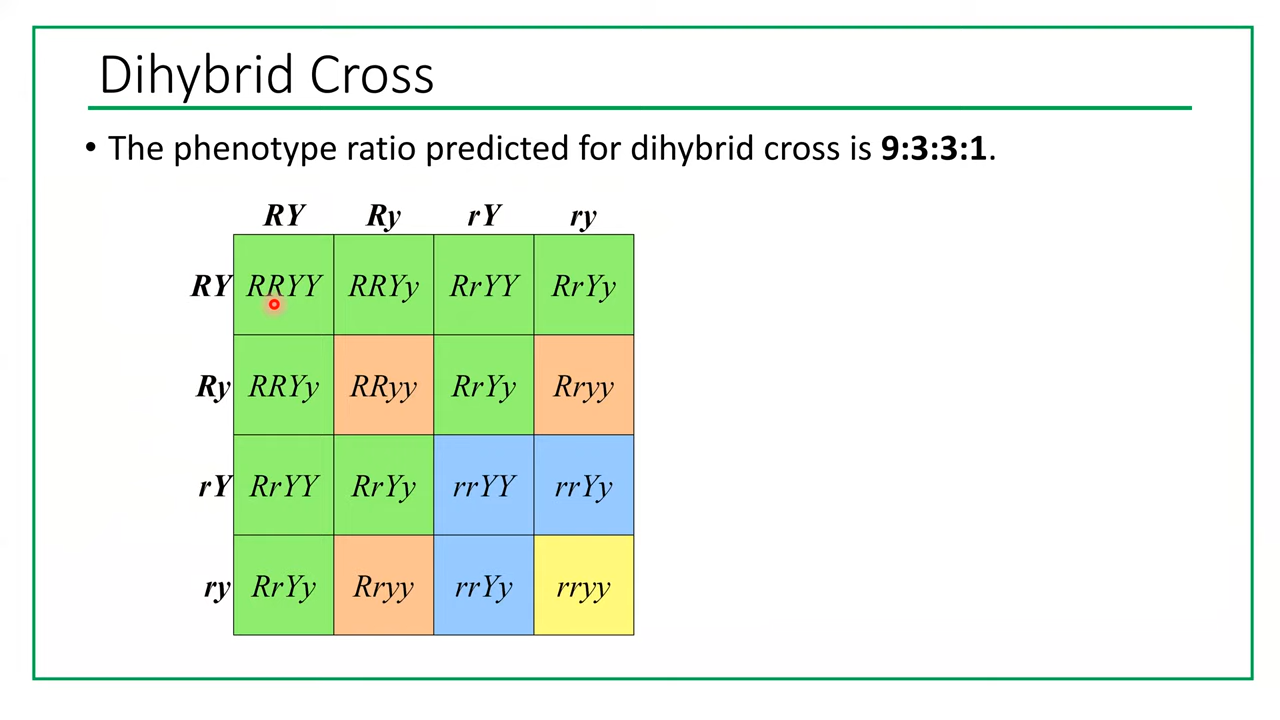 Dihybrid Cross
• The phenotype ratio predicted for dihybrid cross is 9:3:3:1.
RY Ry rY ry
RY RRYY RRYy RrYY RrYy
Ry RRYy RRyy RrYy Rryy
rY RrYY RrYy rrYY rrYy
ry RrYy Rryy rrYy rryy